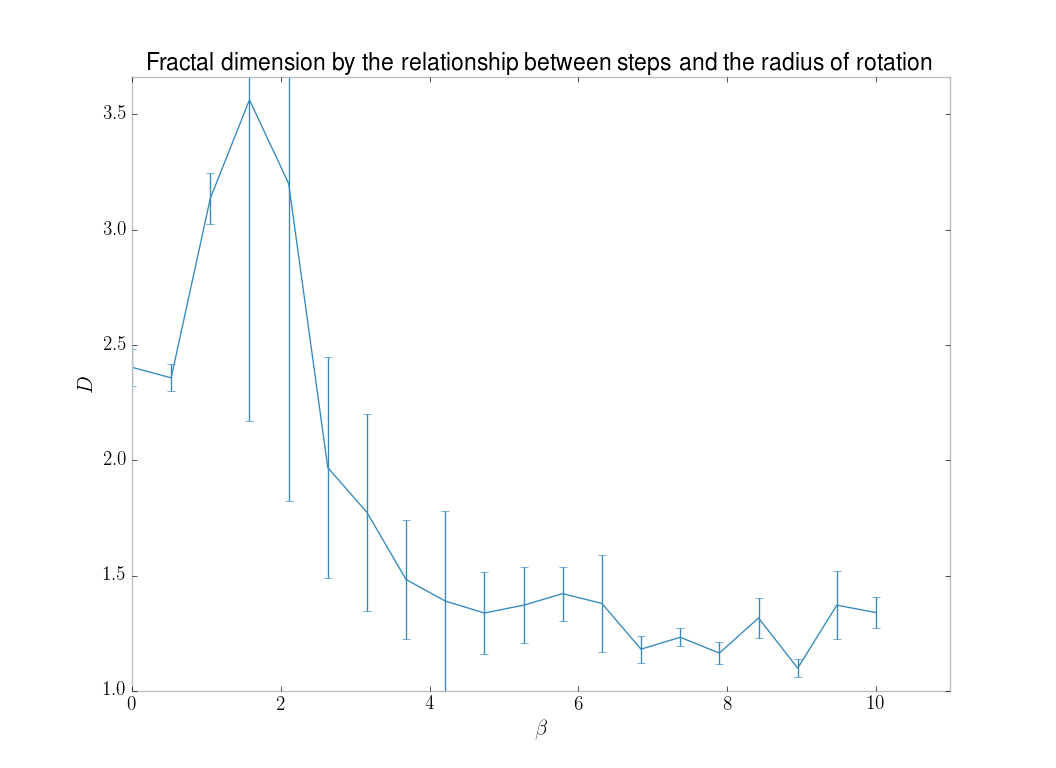 Fractal dimension by the relationship between steps and the radius of rotation
3.5
3.0
2.5
D
2.0
1.5
1.0
0 2 4 6 8 10
β